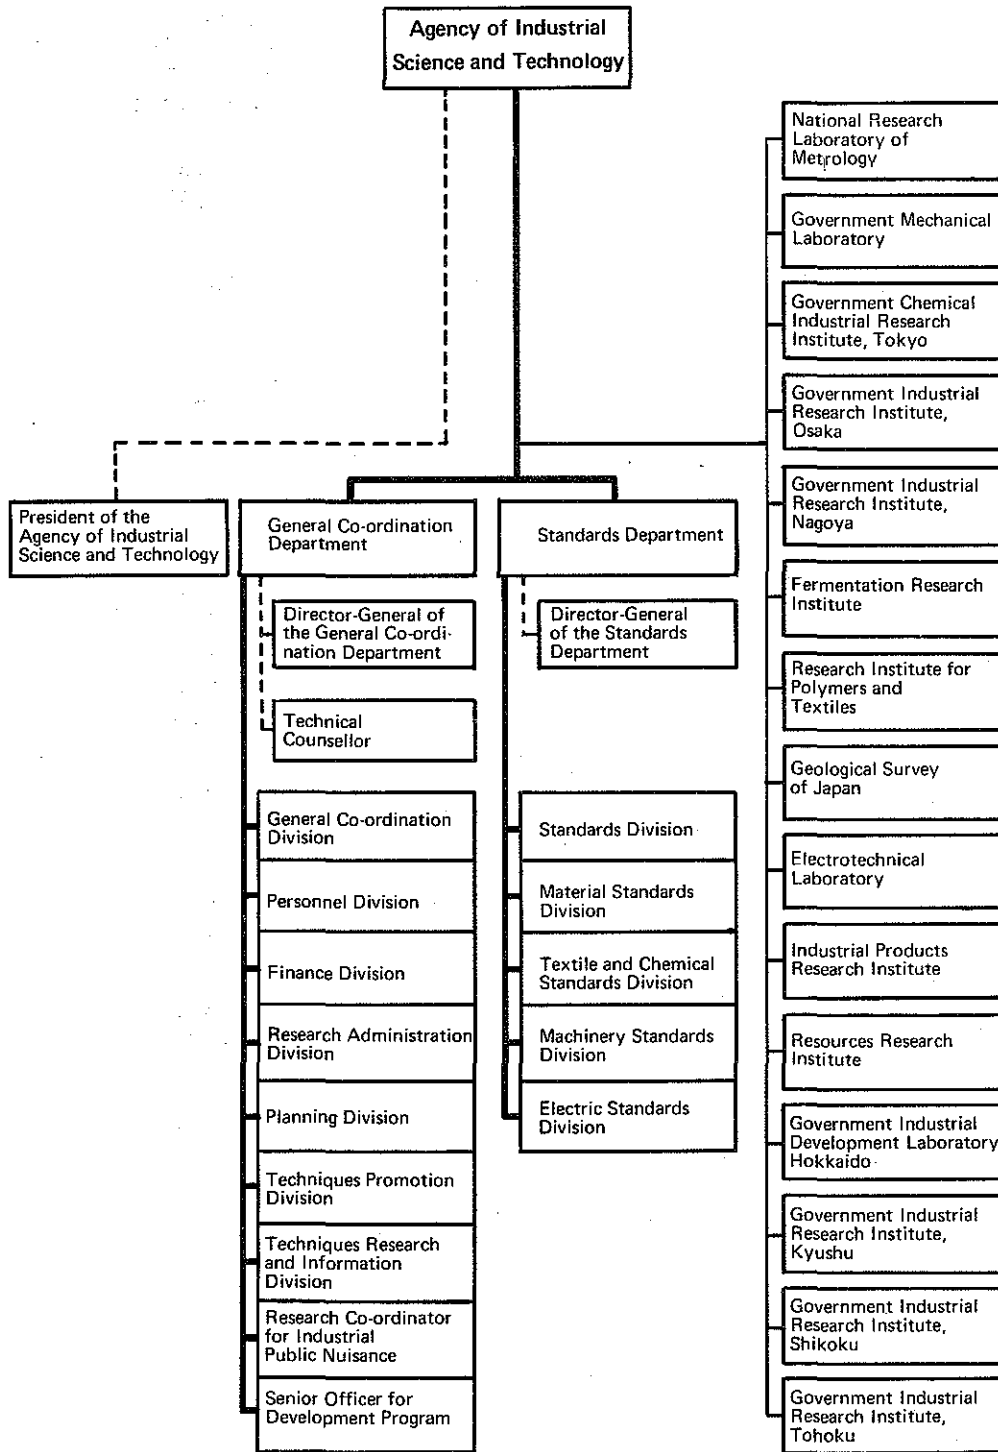 Agency of Industrial
Science and Technology
President of the
Agency of Industrial
Science and Technology
General Co-ordination
Department
Director-General of
the General Co-ordi-
nation Department
Technical
Counsellor
General Co-ordination
Division
Personnel Division
Finance Division
Research Administration
Division
Planning Division
Techniques Promotion
Division
Techniques Research
and Information
Division
Research Co-ordinator
for Industrial
Public Nuisance
Senior Officer for
Development Program
Standards Department
Director-General
of the Standards
Department
Standards Division
Material Standards
Division
Textile and Chemical
Standards Division
Machinery Standards
Division
Electric Standards
Division
National Research
Laboratory of
Metrology
Government Mechanical
Laboratory
Government Chemical
Industrial Research
Institute, Tokyo
Government Industrial
Research Institute,
Osaka
Government Industrial
Research Institute,
Nagoya
Fermentation Research
Institute
Research Institute for
Polymers and
Textiles
Geological Survey
of Japan
Electrotechnical
Laboratory
Industrial Products
Research Institute
Resources Research
Institute
Government Industrial
Development Laboratory
Hokkaido
Government Industrial
Research Institute,
Kyushu
Government Industrial
Research Institute,
Shikoku
Government Industrial
Research Institute,
Tohoku